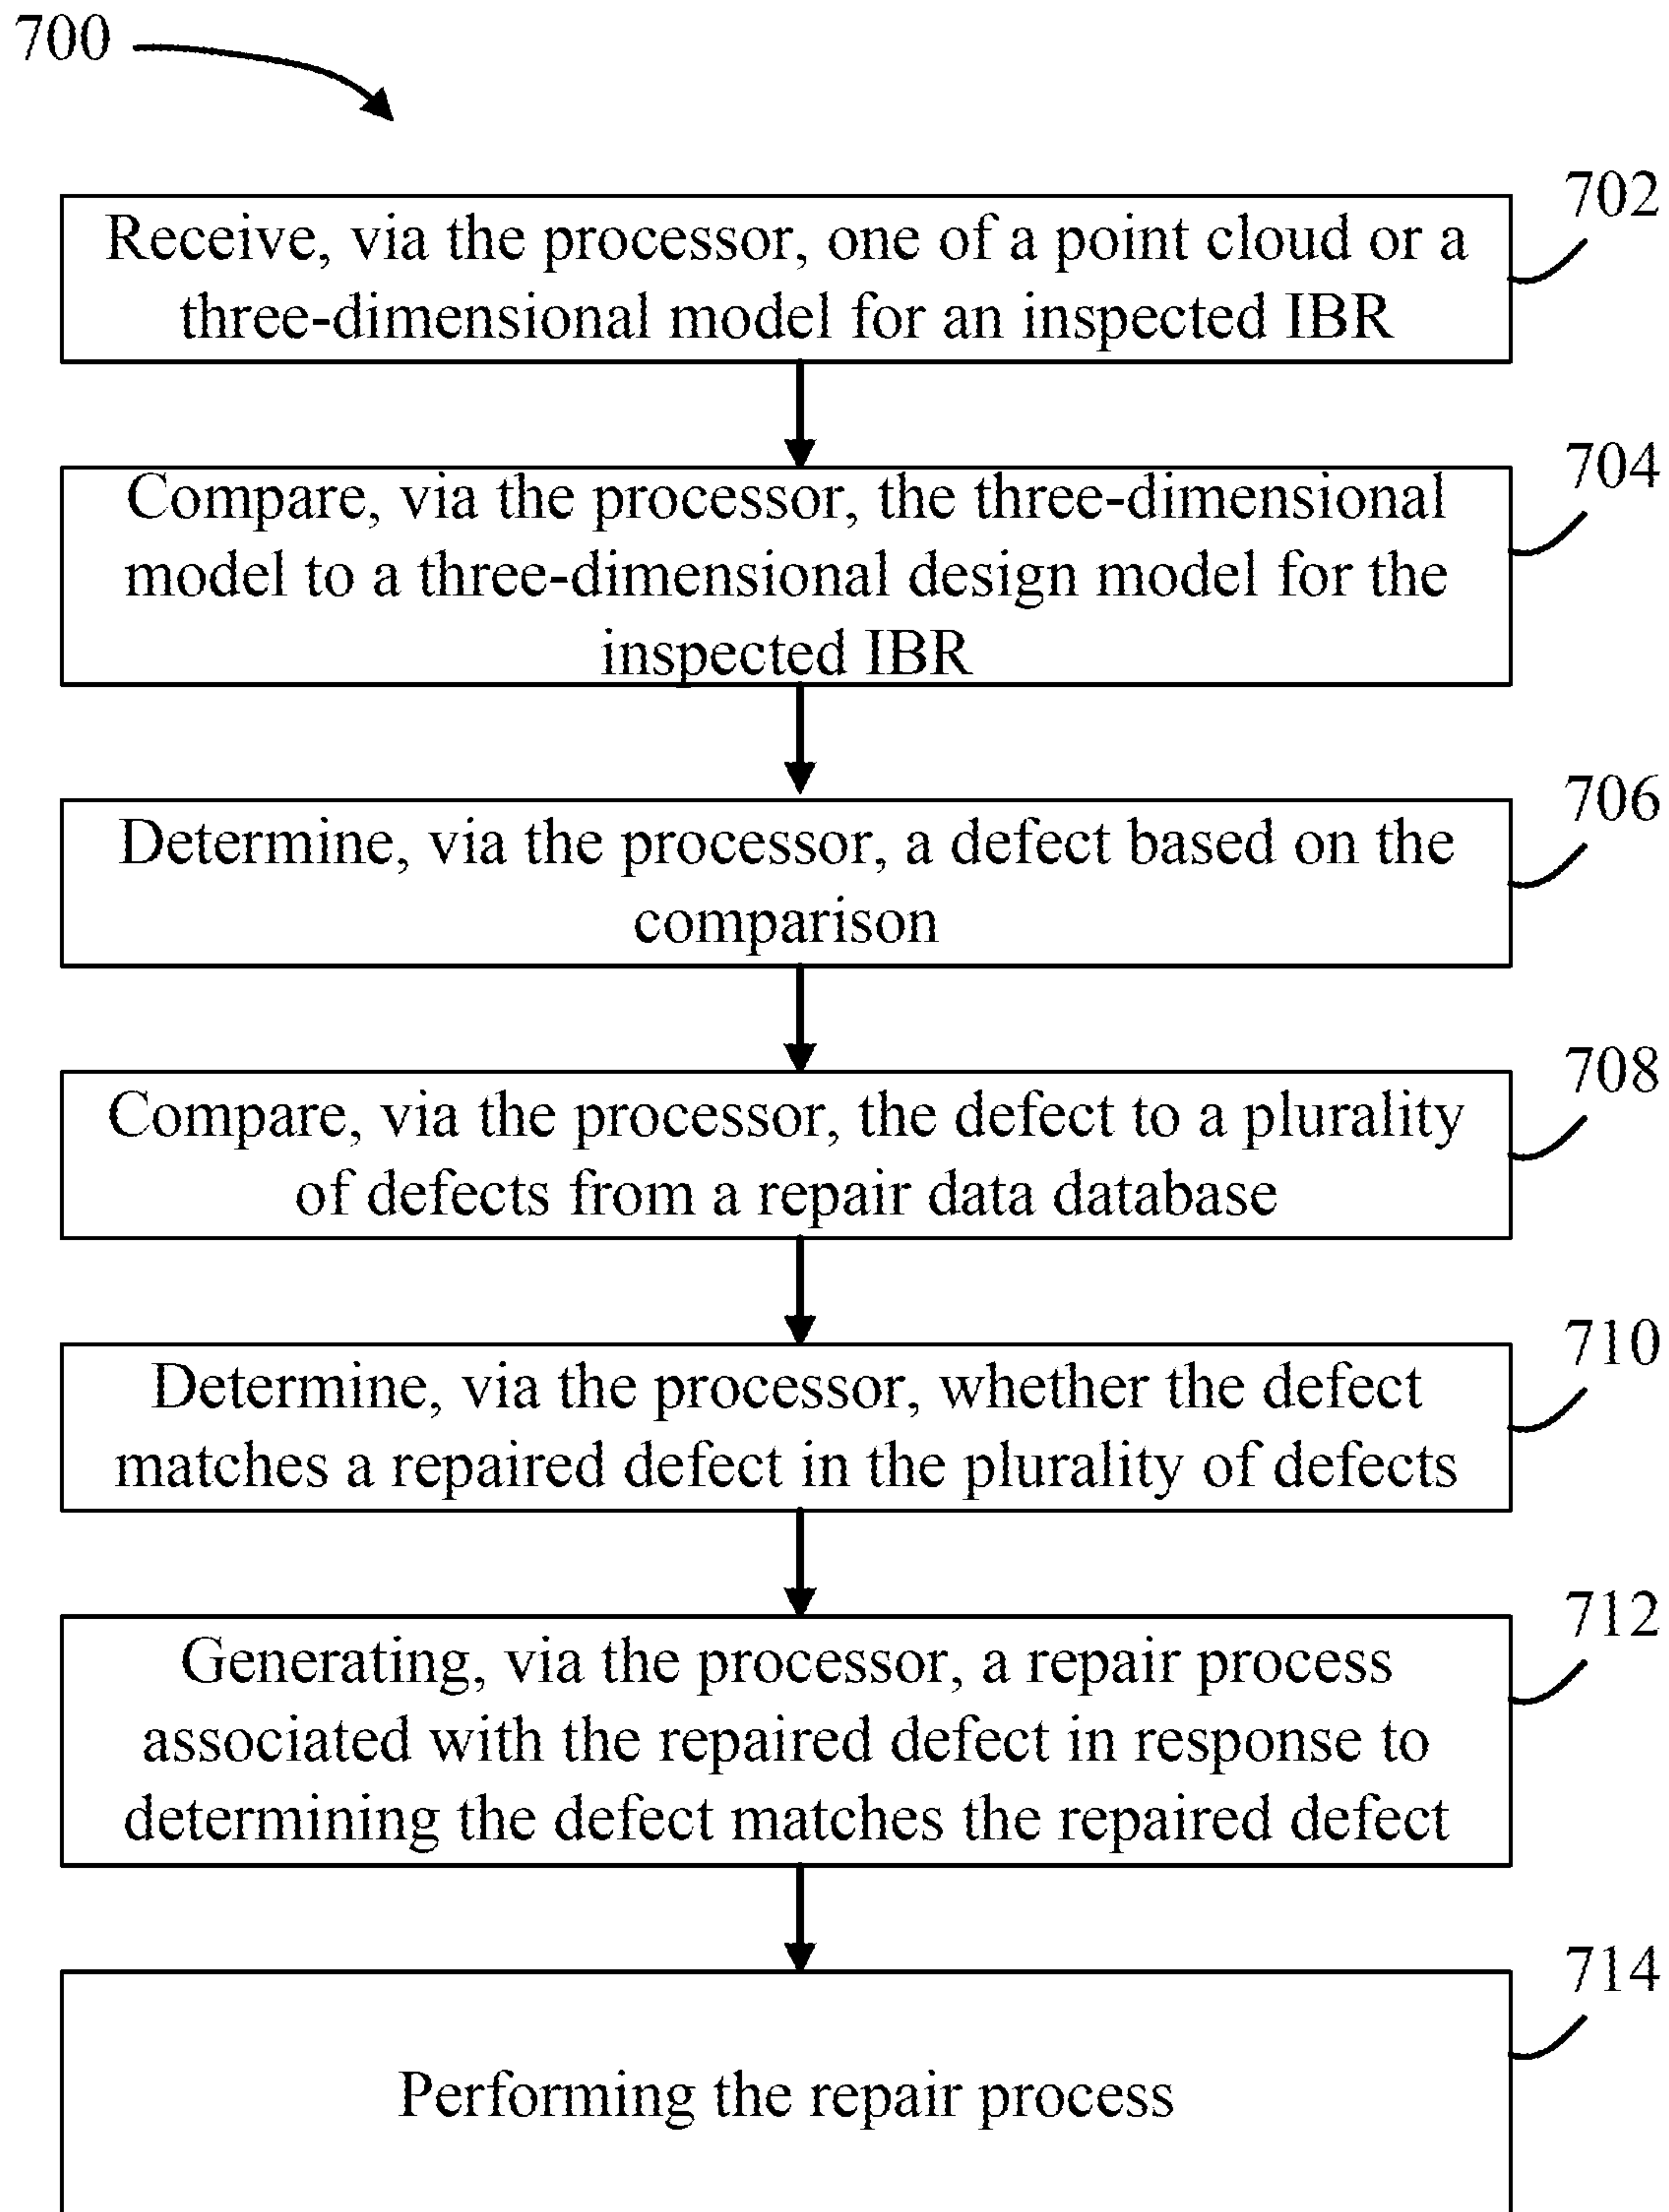 700
702
Receive, via the processor, one of a point cloud or a
three-dimensional model for an inspected IBR
704
Compare, via the processor, the three-dimensional
model to a three-dimensional design model for the
inspected IBR
706
Determine, via the processor, a defect based on the
comparison
708
Compare, via the processor, the defect to a plurality
of defects from a repair data database
710
Determine, via the processor, whether the defect
matches a repaired defect in the plurality of defects
712
Generating, via the processor, a repair process
associated with the repaired defect in response to
determining the defect matches the repaired defect
714
Performing the repair process